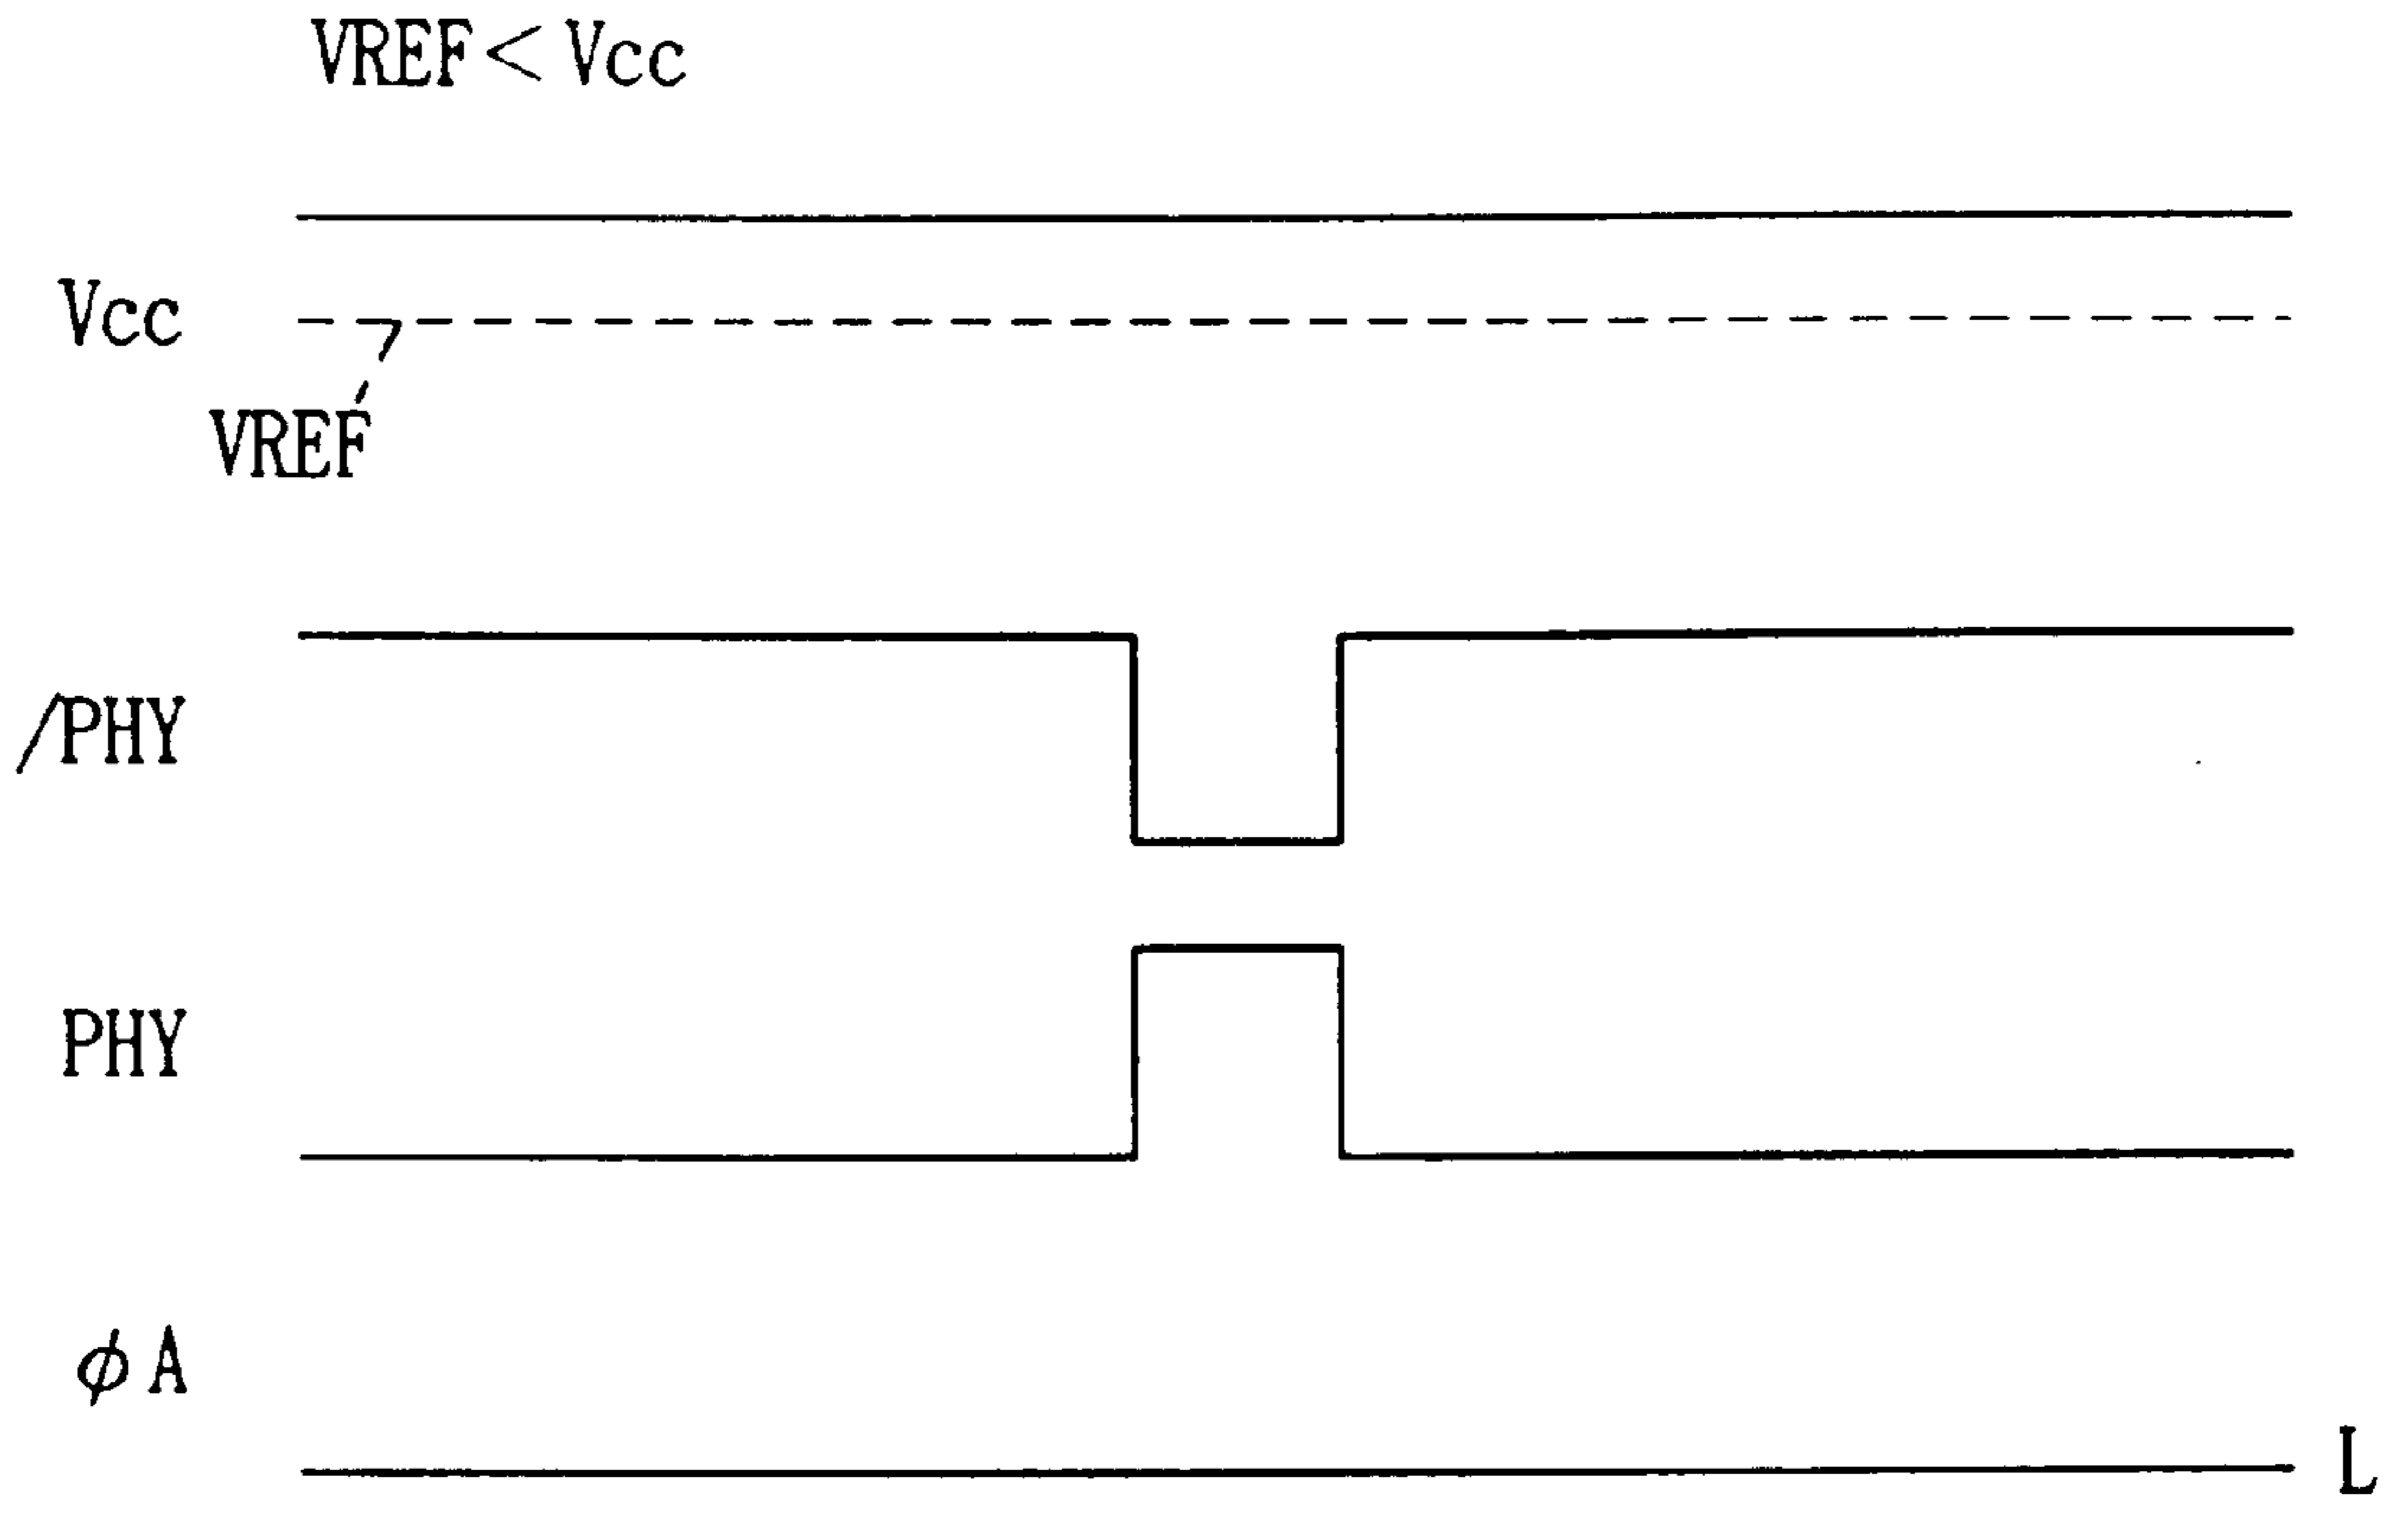 VREF < Vcc
Vcc
VREF
/PHY
PHY
φA
L